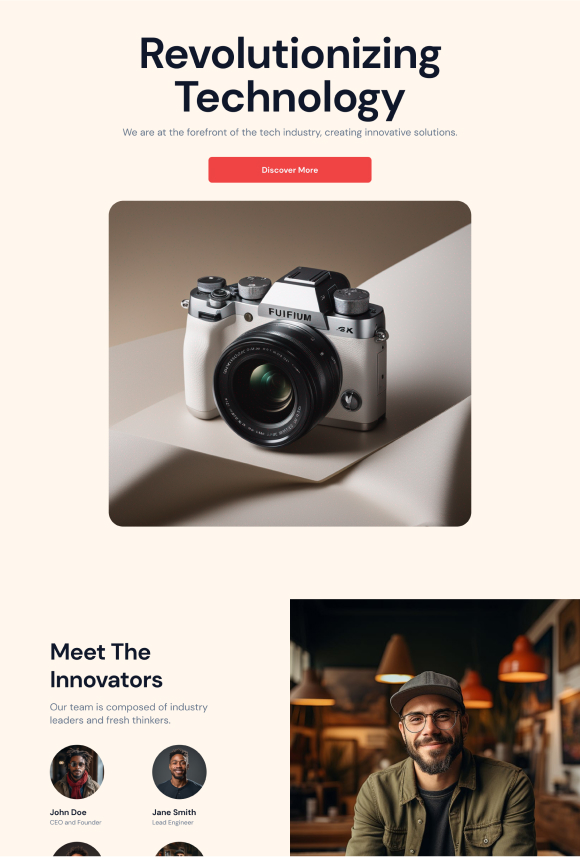 Revolutionizing
Technology
We are at the forefront of the tech industry, creating innovative solutions.
Discover More
FUJIFIUM
Meet The
Innovators
Our team is composed of industry
leaders and fresh thinkers.
John Doe
CEO and Founder
Jane Smith
Lead Engineer